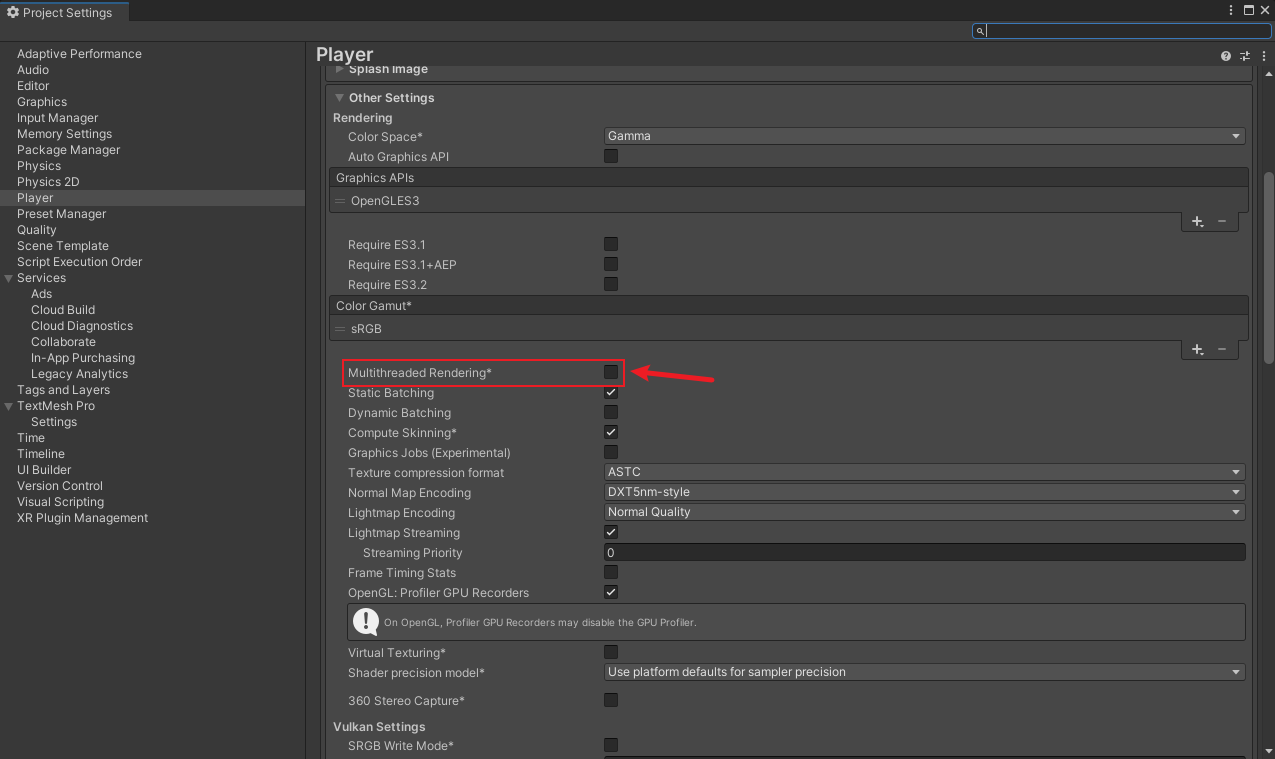 Project Settings
Adaptive Performance
Audio
Editor
Graphics
Input Manager
Memory Settings
Package Manager
Physics
Physics 2D
Player
Preset Manager
Quality
Scene Template
Script Execution Order
Services
Ads
Cloud Build
Cloud Diagnostics
Collaborate
In-App Purchasing
Legacy Analytics
Tags and Layers
TextMesh Pro
Settings
Time
Timeline
UI Builder
Version Control
Visual Scripting
XR Plugin Management
Player
Splash Image
Other Settings
Rendering
Color Space* Gamma
Auto Graphics API
Graphics APIs
OpenGLES3
Require ES3.1
Require ES3.1+AEP
Require ES3.2
Color Gamut*
sRGB
Multithreaded Rendering*
Static Batching
Dynamic Batching
Compute Skinning*
Graphics Jobs (Experimental)
Texture compression format ASTC
Normal Map Encoding DXT5nm-style
Lightmap Encoding Normal Quality
Lightmap Streaming
Streaming Priority 0
Frame Timing Stats
OpenGL: Profiler GPU Recorders
On OpenGL, Profiler GPU Recorders may disable the GPU Profiler.
Virtual Texturing*
Shader precision model* Use platform defaults for sampler precision
360 Stereo Capture*
Vulkan Settings
SRGB Write Mode*